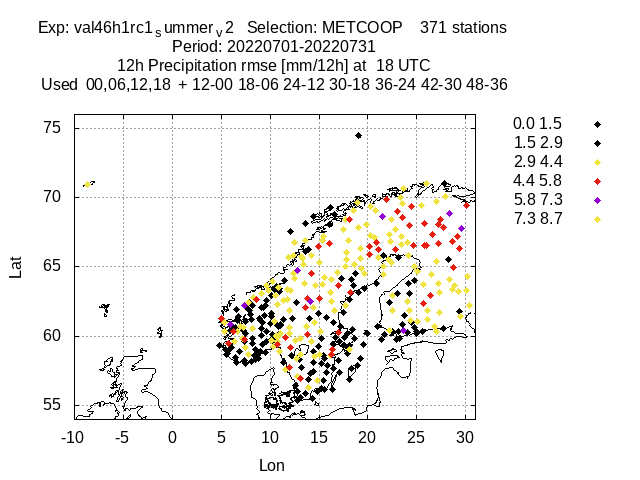 Exp: val46h1rc1summerv2 Selection: METCOOP 371 stations
Period: 20220701-20220731
12h Precipitation rmse [mm/12h] at 18 UTC
Used 00,06,12,18 + 12-00 18-06 24-12 30-18 36-24 42-30 48-36
0.0 1.5
1.5 2.9
2.9 4.4
4.4 5.8
5.8 7.3
7.3 8.7
75
70
65
60
55
Lat
-10 -5 0 5 10 15 20 25 30
Lon